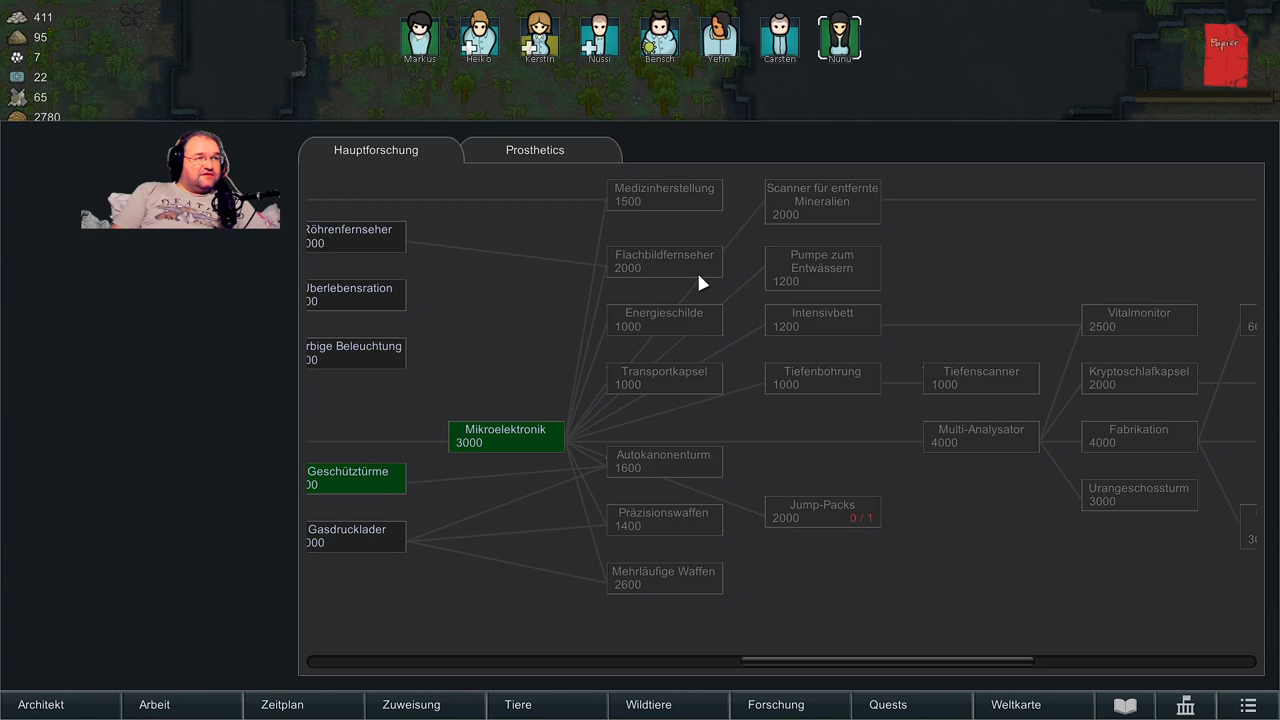 411
95
7
22
65
2780
Markus
Heiko
Kerstin
Nussi
Bensch
Yefin
Carsten
Nunu
Papier
Hauptforschung
Prosthetics
Röhrenfernseher
000
Überlebensration
00
rbige Beleuchtung
00
Geschütztürme
00
Gasdrucklader
000
Mikroelektronik
3000
Medizinherstellung
1500
Flachbildfernseher
2000
Energieschilde
1000
Transportkapsel
1000
Autokanonenturm
1600
Präzisionswaffen
1400
Mehrläufige Waffen
2600
Scanner für entfernte
Mineralien
2000
Pumpe zum
Entwässern
1200
Intensivbett
1200
Tiefenbohrung
1000
Jump-Packs
2000 0 / 1
Tiefenscanner
1000
Multi-Analysator
4000
Vitalmonitor
2500
Kryptoschlafkapsel
2000
Fabrikation
4000
Urangeschossturm
3000
Architekt
Arbeit
Zeitplan
Zuweisung
Tiere
Wildtiere
Forschung
Quests
Weltkarte